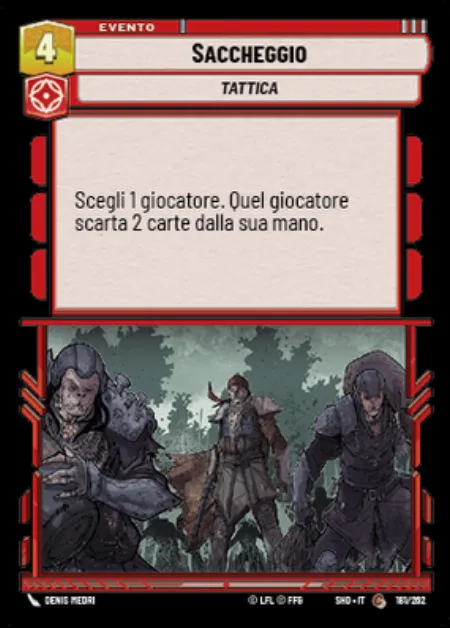 EVENTO
4
SACCHEGGIO
TATTICA
Scegli 1 giocatore. Quel giocatore
scarta 2 carte dalla sua mano.
DENIS MEDRI
© LFL © FFG
SHD • IT C 181/262